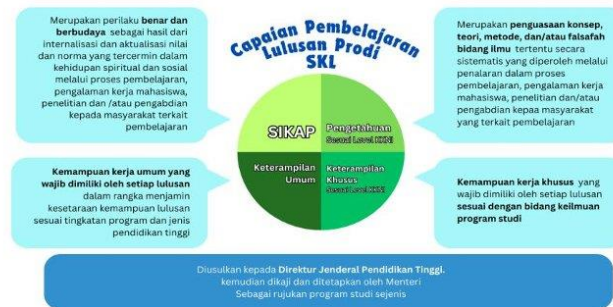 Merupakan perilaku benar dan
berbudaya sebagai hasil dari
internalisasi dan aktualisasi nilai
dan norma yang tercermin dalam
kehidupan spiritual dan sosial
melalui proses pembelajaran,
pengalaman kerja mahasiswa,
penelitian dan /atau pengabdian
kepada masyarakat terkait
pembelajaran
Capaian Pembelajaran
Lulusan Prodi
SKL
Merupakan penguasaan konsep,
teori, metode, dan/atau falsafah
bidang ilmu tertentu secara
sistematis yang diperoleh melalui
penalaran dalam proses
pembelajaran, pengalaman kerja
mahasiswa, penelitian dan/atau
pengabdian kepaa masyarakat
yang terkait pembelajaran
SIKAP
Pengetahuan
Sesuai Level KKNI
Keterampilan
Umum
Keterampilan
Khusus
Sesuai Level KKNI
Kemampuan kerja umum yang
wajib dimiliki oleh setiap lulusan
dalam rangka menjamin
kesetaraan kemampuan lulusan
sesuai tingkatan program dan jenis
pendidikan tinggi
Kemampuan kerja khusus yang
wajib dimiliki oleh setiap lulusan
sesuai dengan bidang keilmuan
program studi
Diusulkan kepada Direktur Jenderal Pendidikan Tinggi.
kemudian dikaji dan ditetapkan oleh Menteri
Sebagai rujukan program studi sejenis